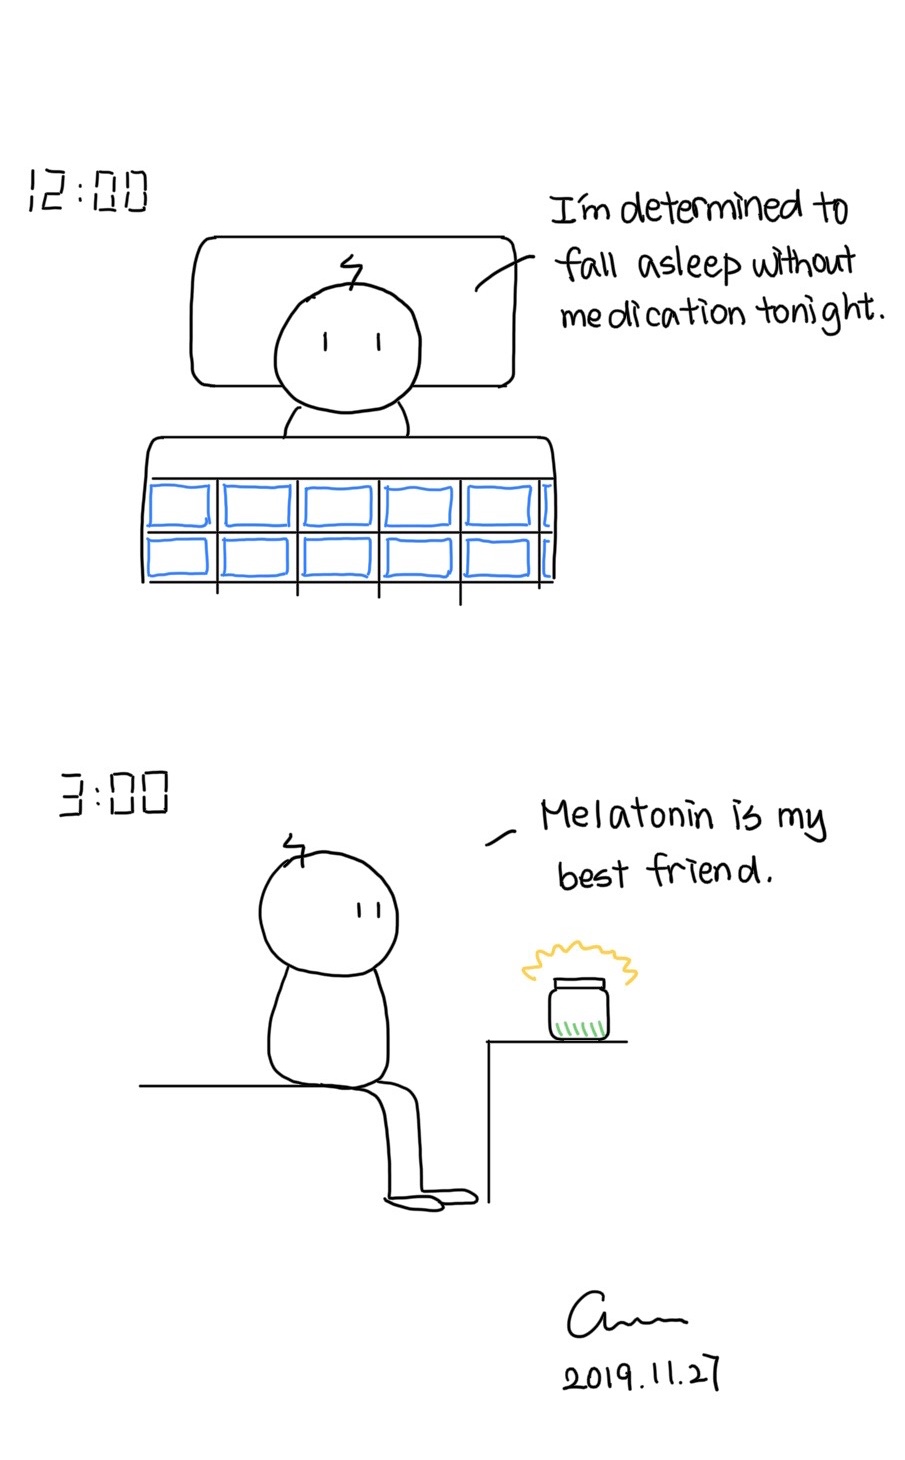 12:00
I'm determined to
fall asleep without
medication tonight.
3:00
Melatonin is my
best friend.
2019.11.27